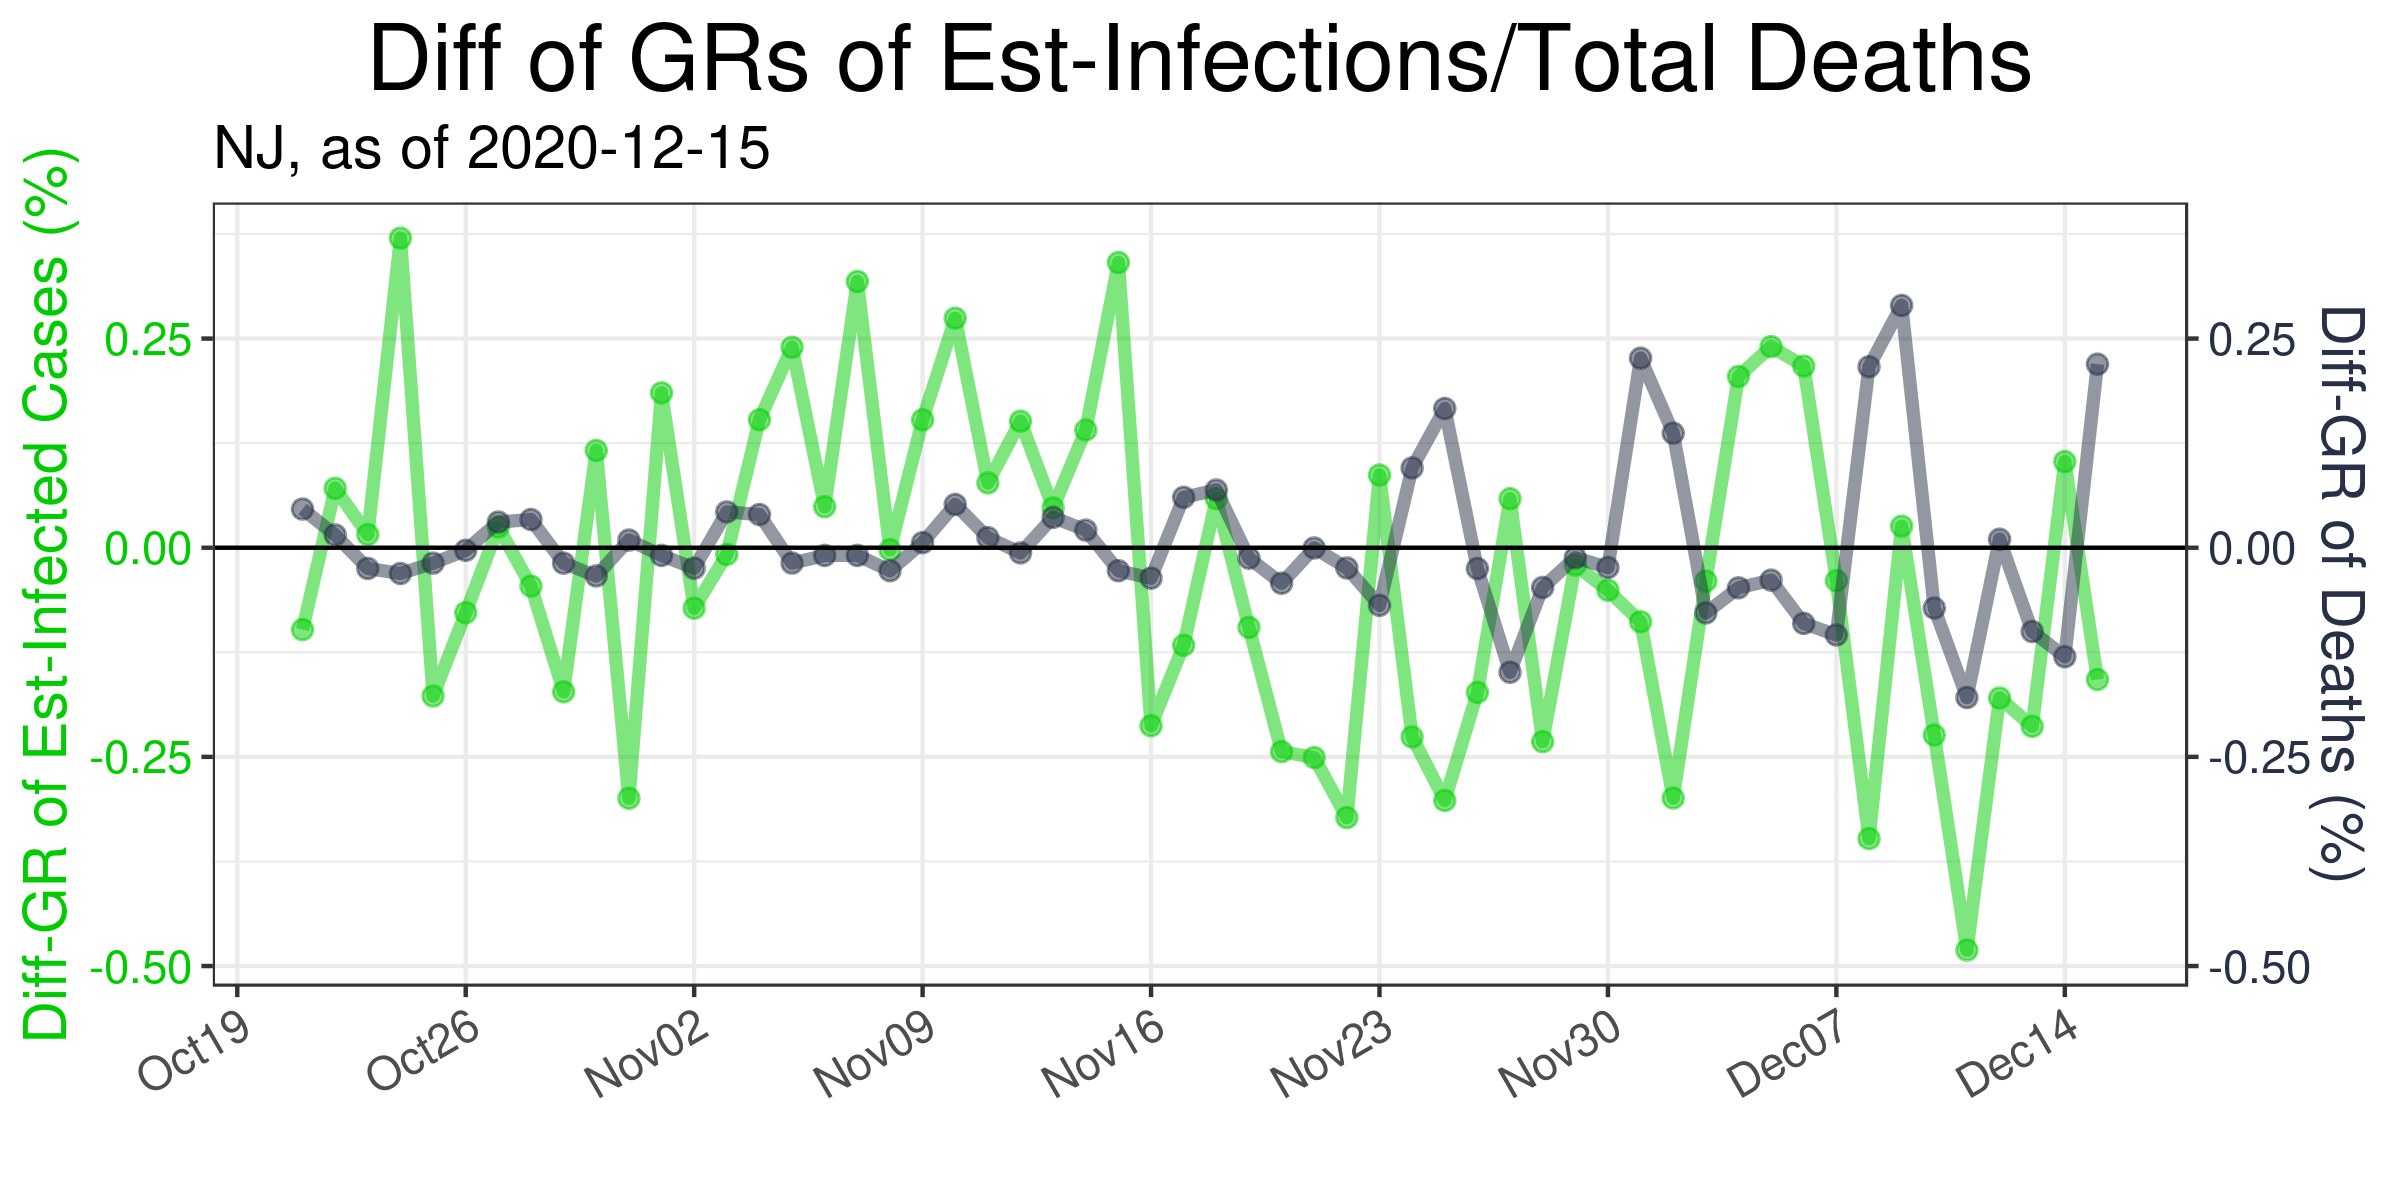 Diff of GRs of Est-Infections/Total Deaths
NJ, as of 2020-12-15
Diff-GR of Est-Infected Cases (%)
0.25
0.00
-0.25
-0.50
0.25
0.00
-0.25
-0.50
Diff-GR of Deaths (%)
Oct19
Oct26
Nov02
Nov09
Nov16
Nov23
Nov30
Dec07
Dec14